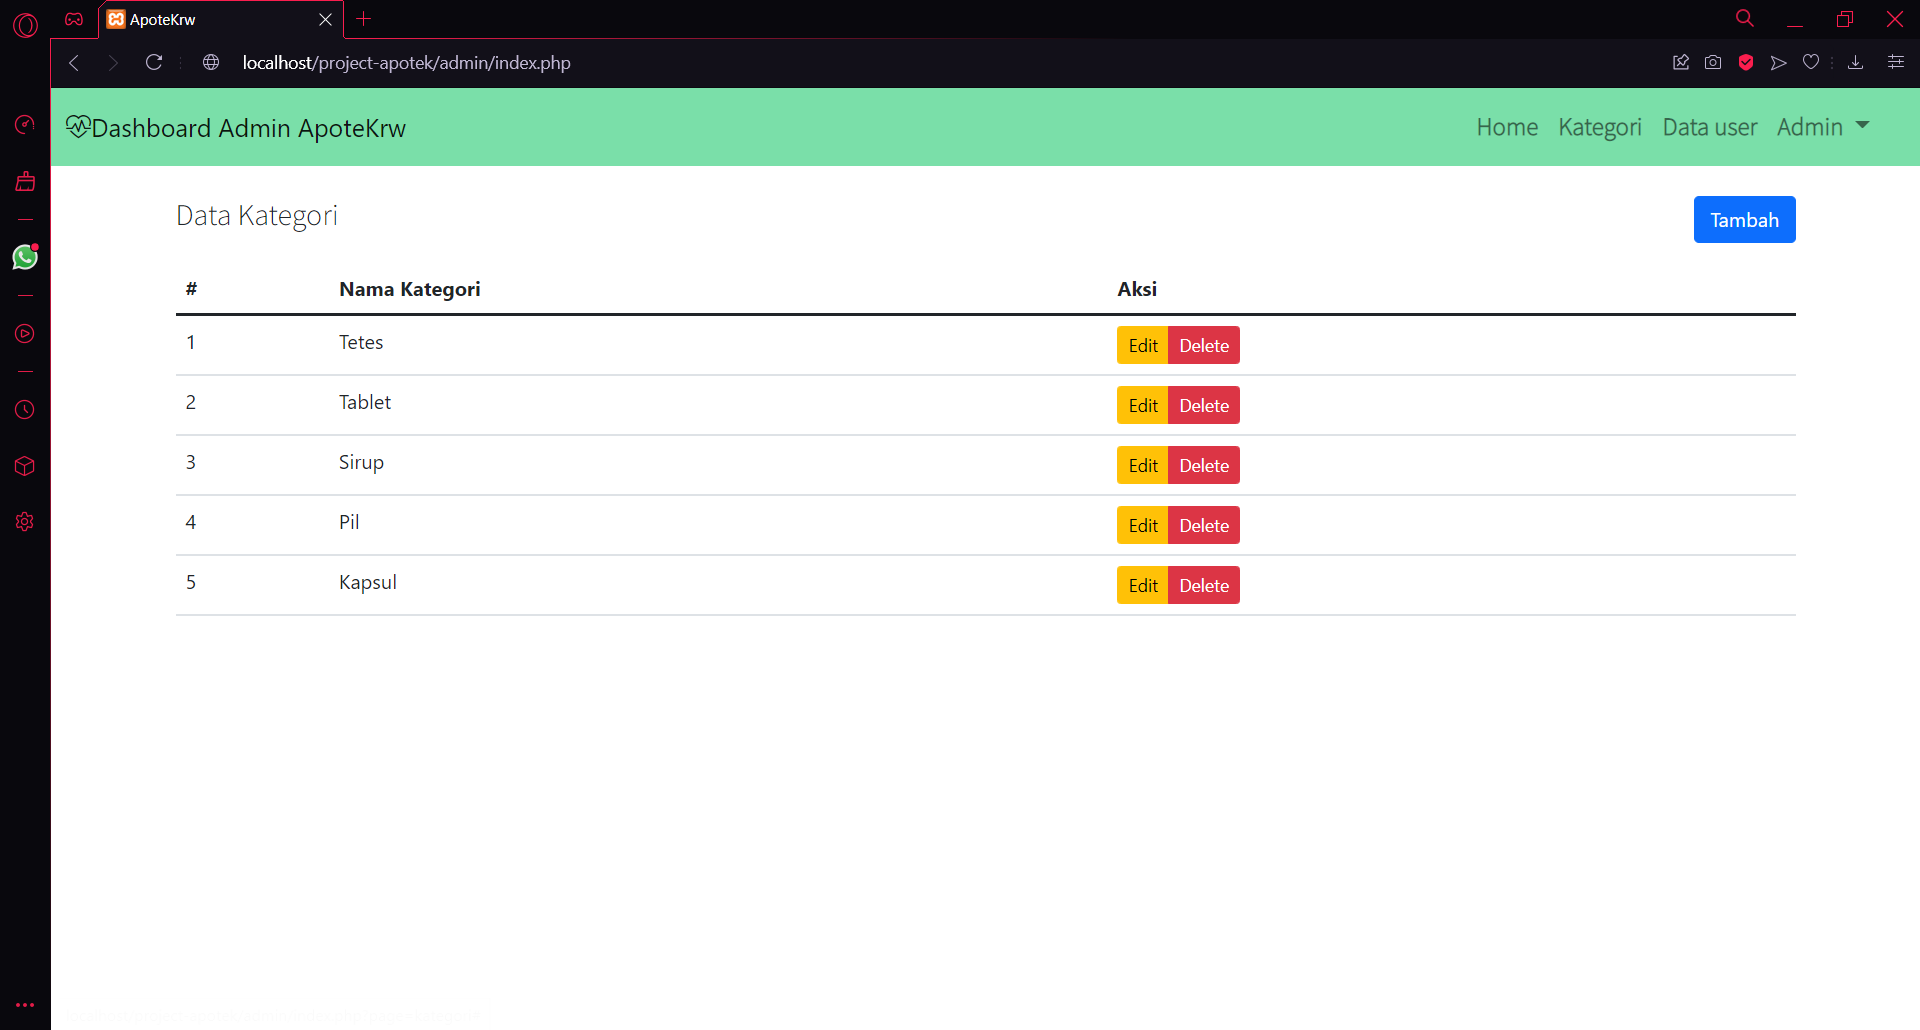 ApoteKrw
localhost/project-apotek/admin/index.php
Dashboard Admin ApoteKrw
Home Kategori Data user Admin
Data Kategori
Tambah
# Nama Kategori Aksi
1 Tetes Edit Delete
2 Tablet Edit Delete
3 Sirup Edit Delete
4 Pil Edit Delete
5 Kapsul Edit Delete